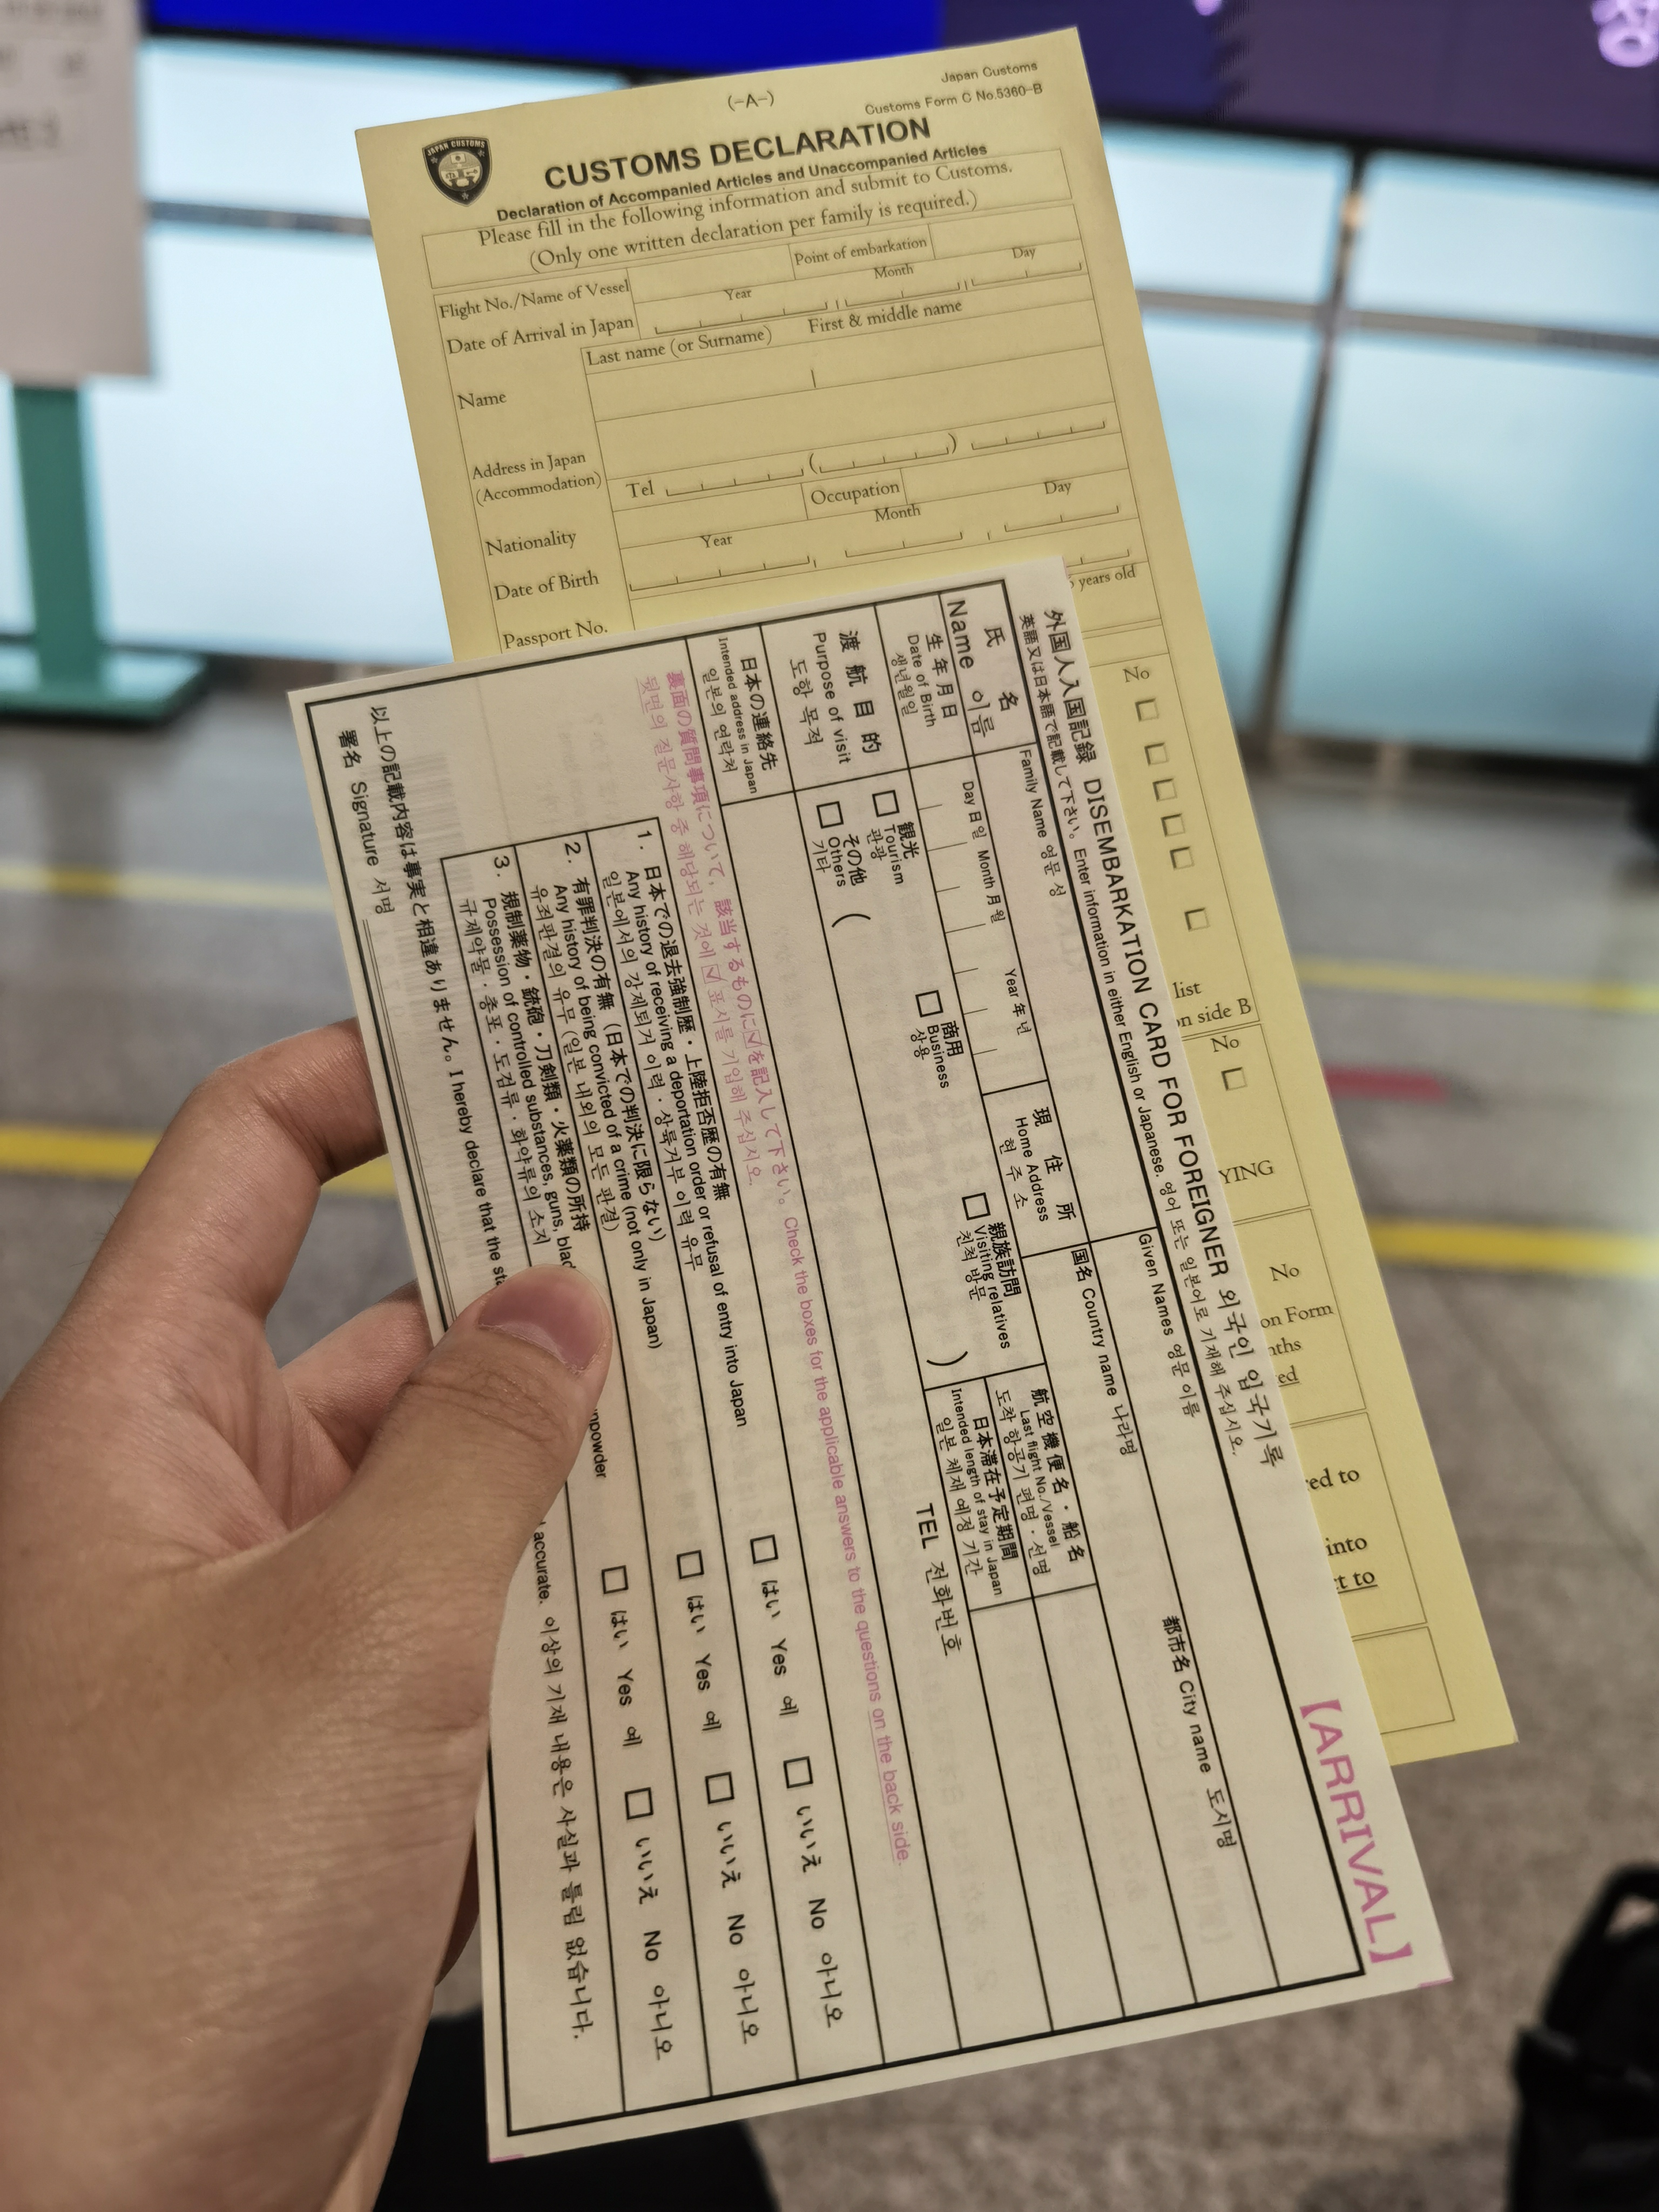 Japan Customs
(-A-)
Customs Form C No.5360-B
JAPAN CUSTOMS
CUSTOMS DECLARATION
Declaration of Accompanied Articles and Unaccompanied Articles
Please fill in the following information and submit to Customs.
(Only one written declaration per family is required.)
Flight No./Name of Vessel
Point of embarkation
Date of Arrival in Japan
Year
Month
Day
Name
Last name (or Surname)
First & middle name
Address in Japan
(Accommodation)
Tel
Nationality
Occupation
Date of Birth
Year
Month
Day
Passport No.
years old
No
list
n side B
No
YING
No
on Form
nths
ed
ed to
into
t to
外国人入国記録 DISEMBARKATION CARD FOR FOREIGNER 외국인 입국기록
英語又は日本語で記載して下さい。 Enter information in either English or Japanese. 영어 또는 일본어로 기재해 주십시오.
【ARRIVAL】
氏 名
Name 이름
Family Name 영문 성
Given Names 영문 이름
生年月日
Date of Birth
생년월일
Day 日 일 Month 月 월 Year 年 년
現住所
Home Address
현 주 소
国名 Country name 나라명
都市名 City name 도시명
渡航目的
Purpose of visit
도항 목적
観光
Tourism
관광
商用
Business
상용
親族訪問
Visiting relatives
친척 방문
その他
Others
기타
( )
航空機便名・船名
Last flight No./Vessel
도착 항공기 편명・선명
日本滞在予定期間
Intended length of stay in Japan
일본 체재 예정 기간
日本の連絡先
Intended address in Japan
일본의 연락처
TEL 전화번호
裏面の質問事項について、該当するものに☑を記入して下さい。 Check the boxes for the applicable answers to the questions on the back side.
뒷면의 질문사항 중 해당되는 것에 ☑ 표시를 기입해 주십시오.
1. 日本での退去強制歴・上陸拒否歴の有無
Any history of receiving a deportation order or refusal of entry into Japan
일본에서의 강제퇴거 이력・상륙거부 이력 유무
はい Yes 예 いいえ No 아니오
2. 有罪判決の有無（日本での判決に限らない）
Any history of being convicted of a crime (not only in Japan)
유죄판결의 유무 (일본 내외의 모든 판결)
はい Yes 예 いいえ No 아니오
3. 規制薬物・銃砲・刀剣類・火薬類の所持
Possession of controlled substances, guns, blad npowder
규제약물・총포・도검류・화약류의 소지
はい Yes 예 いいえ No 아니오
以上の記載内容は事実と相違ありません。 I hereby declare that the sta accurate. 이상의 기재 내용은 사실과 틀림 없습니다.
署名 Signature 서명